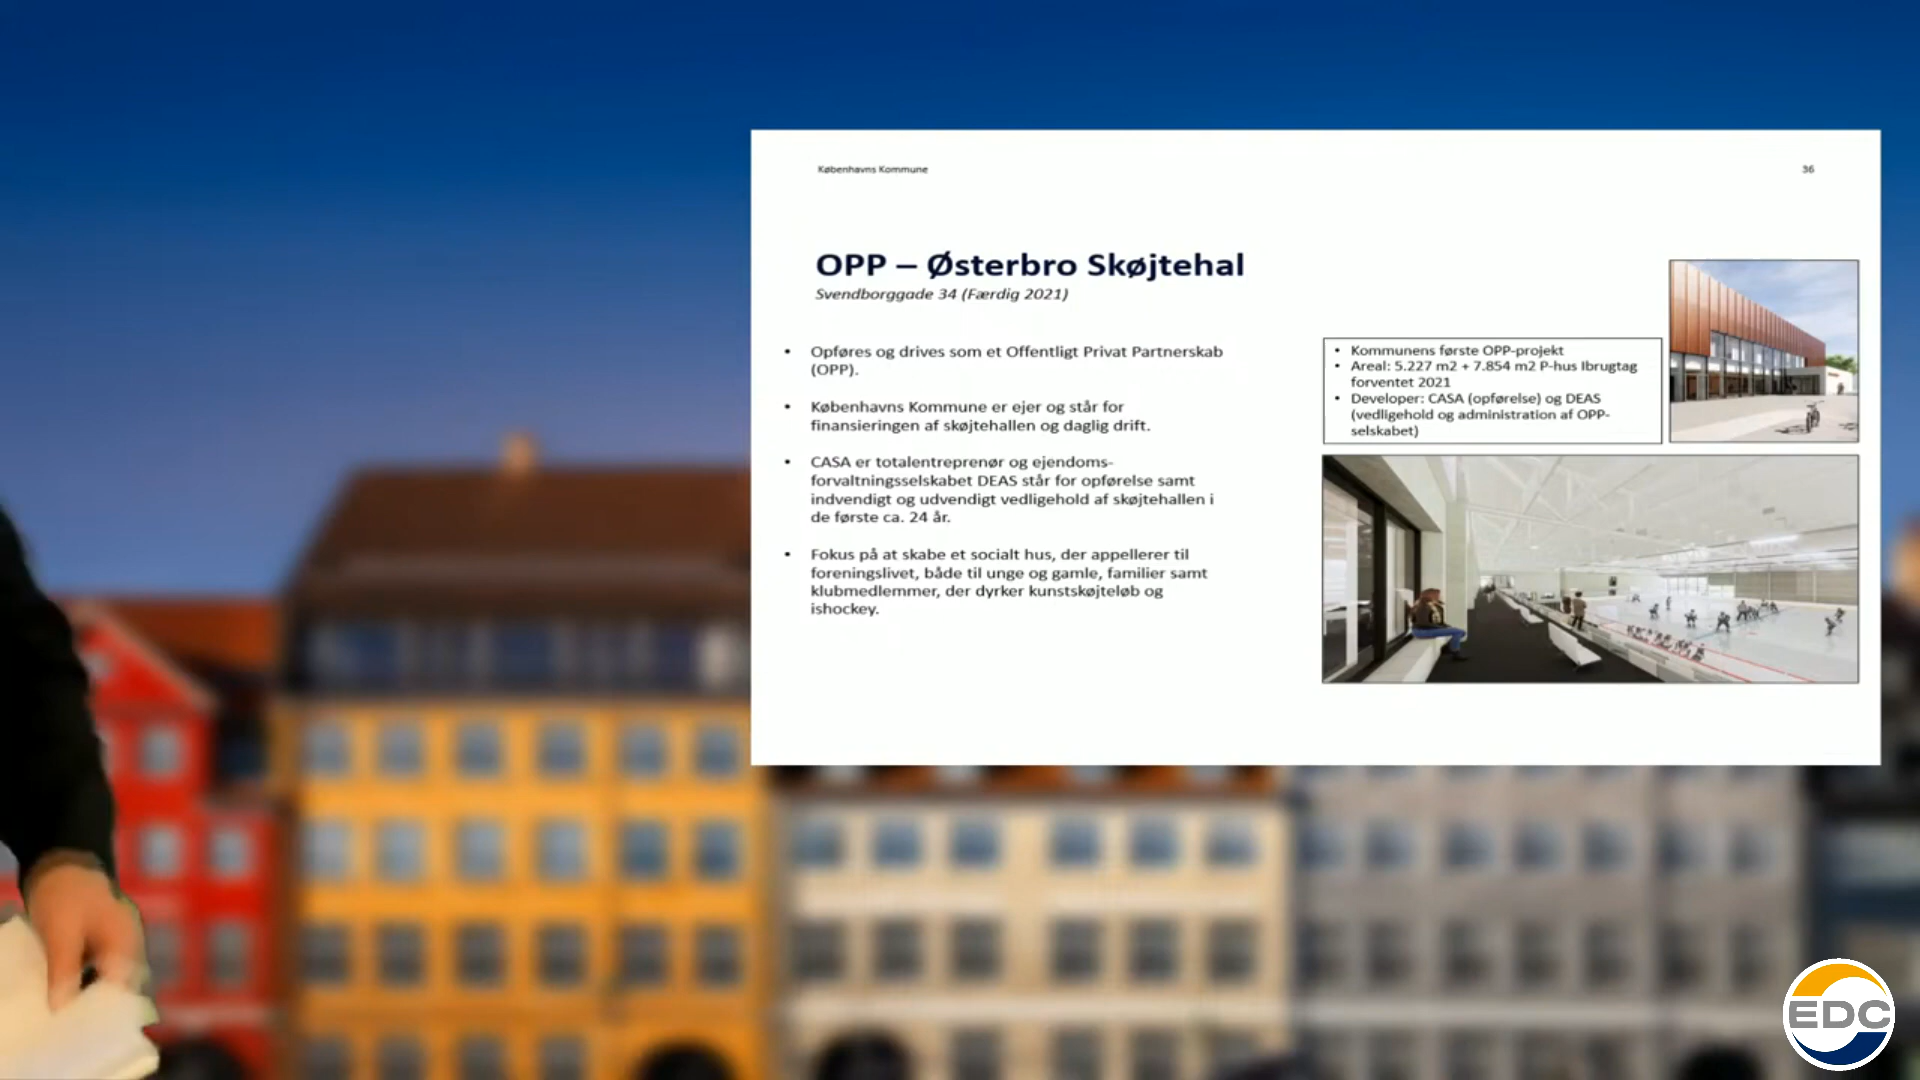 Københavns Kommune
36
OPP – Østerbro Skøjtehal
Svendborggade 34 (Færdig 2021)
• Opføres og drives som et Offentligt Privat Partnerskab
(OPP).
• Københavns Kommune er ejer og står for
finansieringen af skøjtehallen og daglig drift.
• CASA er totalentreprenør og ejendoms-
forvaltningsselskabet DEAS står for opførelse samt
indvendigt og udvendigt vedligehold af skøjtehallen i
de første ca. 24 år.
• Fokus på at skabe et socialt hus, der appellerer til
foreningslivet, både til unge og gamle, familier samt
klubmedlemmer, der dyrker kunstskøjteløb og
ishockey.
• Kommunens første OPP-projekt
• Areal: 5.227 m2 + 7.854 m2 P-hus Ibrugtag
forventet 2021
• Developer: CASA (opførelse) og DEAS
(vedligehold og administration af OPP-
selskabet)
EDC